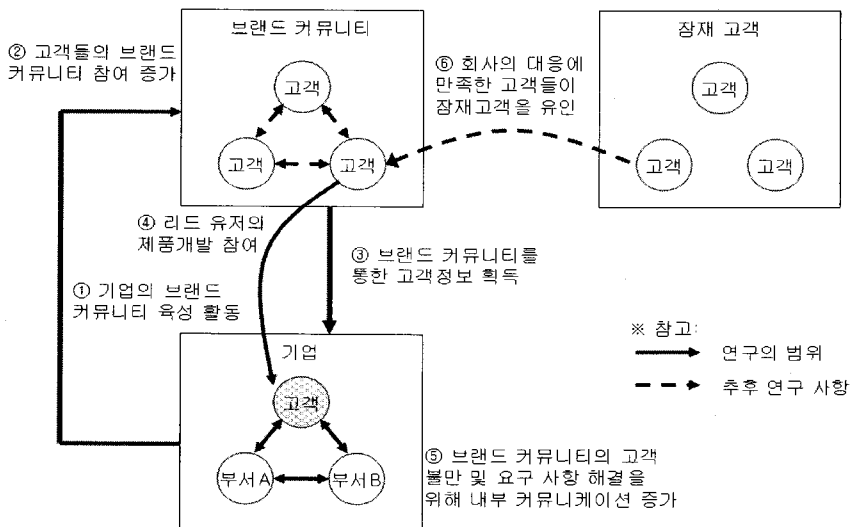 브랜드 커뮤니티
고객
고객
고객
② 고객들의 브랜드
커뮤니티 참여 증가
잠재 고객
고객
고객
고객
⑥ 회사의 대응에
만족한 고객들이
잠재고객을 유인
④ 리드 유저의
제품개발 참여
③ 브랜드 커뮤니티를
통한 고객정보 획득
① 기업의 브랜드
커뮤니티 육성 활동
기업
고객
부서A
부서B
⑤ 브랜드 커뮤니티의 고객
불만 및 요구 사항 해결을
위해 내부 커뮤니케이션 증가
※ 참고:
연구의 범위
추후 연구 사항